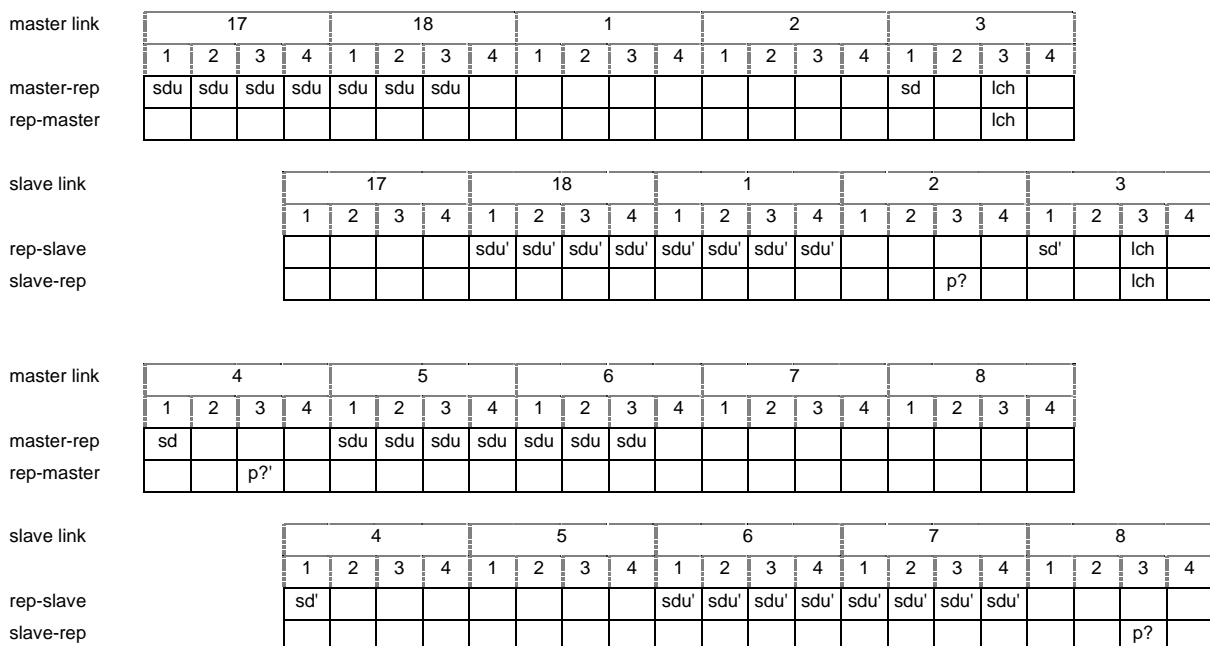 master link 17 18 1 2 3
1 2 3 4 1 2 3 4 1 2 3 4 1 2 3 4 1 2 3 4
master-rep sdu sdu sdu sdu sdu sdu sdu sd lch
rep-master lch
slave link 17 18 1 2 3
1 2 3 4 1 2 3 4 1 2 3 4 1 2 3 4 1 2 3 4
rep-slave sdu' sdu' sdu' sdu' sdu' sdu' sdu' sdu' sd' lch
slave-rep p? lch
master link 4 5 6 7 8
1 2 3 4 1 2 3 4 1 2 3 4 1 2 3 4 1 2 3 4
master-rep sd sdu sdu sdu sdu sdu sdu sdu
rep-master p?'
slave link 4 5 6 7 8
1 2 3 4 1 2 3 4 1 2 3 4 1 2 3 4 1 2 3 4
rep-slave sd' sdu' sdu' sdu' sdu' sdu' sdu' sdu' sdu'
slave-rep p?